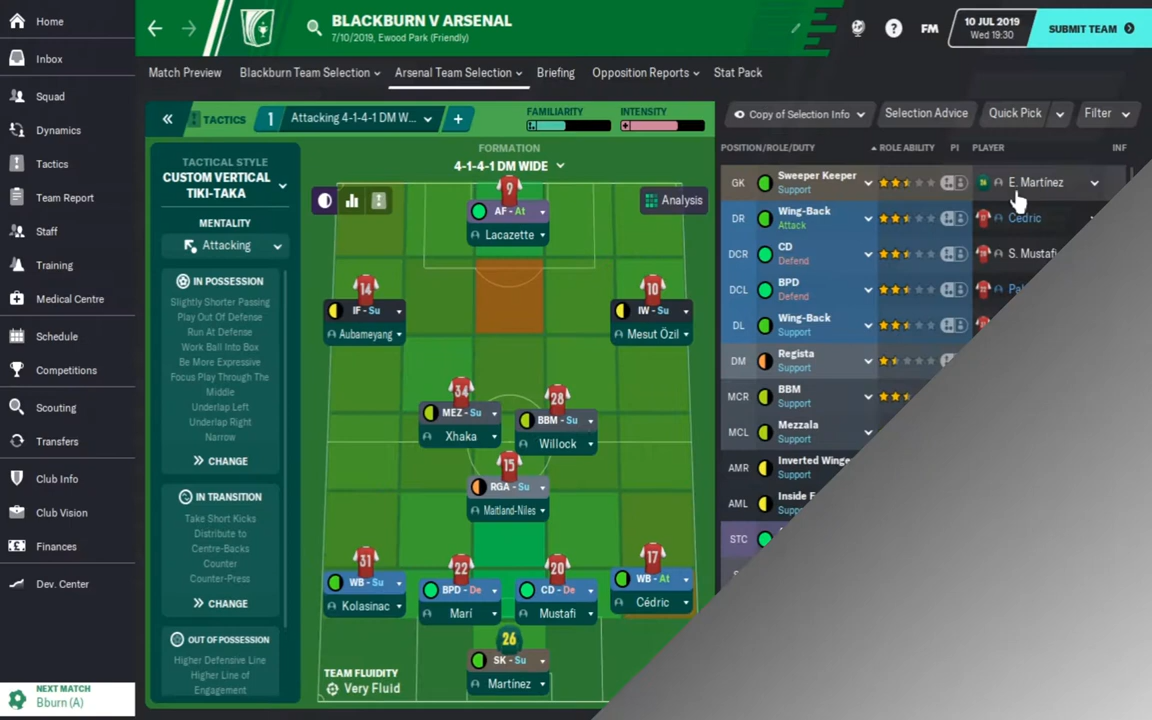 Home
Inbox
Squad
Dynamics
Tactics
Team Report
Staff
Training
Medical Centre
Schedule
Competitions
Scouting
Transfers
Club Info
Club Vision
Finances
Dev. Center
NEXT MATCH
Bburn (A)
BLACKBURN V ARSENAL
7/10/2019, Ewood Park (Friendly)
FM
10 JUL 2019
Wed 19:30
SUBMIT TEAM
Match Preview
Blackburn Team Selection
Arsenal Team Selection
Briefing
Opposition Reports
Stat Pack
TACTICS
1
Attacking 4-1-4-1 DM W...
FAMILIARITY
INTENSITY
TACTICAL STYLE
CUSTOM VERTICAL
TIKI-TAKA
MENTALITY
Attacking
IN POSSESSION
Slightly Shorter Passing
Play Out Of Defense
Run At Defense
Work Ball Into Box
Be More Expressive
Focus Play Through The
Middle
Underlap Left
Underlap Right
Narrow
CHANGE
IN TRANSITION
Take Short Kicks
Distribute to
Centre-Backs
Counter
Counter-Press
CHANGE
OUT OF POSSESSION
Higher Defensive Line
Higher Line of
Engagement
FORMATION
4-1-4-1 DM WIDE
Analysis
9
AF - At
Lacazette
14
IF - Su
Aubameyang
10
IW - Su
Mesut Özil
34
MEZ - Su
Xhaka
28
BBM - Su
Willock
15
RGA - Su
Maitland-Niles
31
WB - Su
Kolasinac
22
BPD - De
Marí
20
CD - De
Mustafi
17
WB - At
Cédric
26
SK - Su
Martínez
TEAM FLUIDITY
Very Fluid
Copy of Selection Info
Selection Advice
Quick Pick
Filter
POSITION/ROLE/DUTY
ROLE ABILITY
PI
PLAYER
INF
GK
Sweeper Keeper
Support
E. Martínez
DR
Wing-Back
Attack
Cédric
DCR
CD
Defend
S. Mustafi
DCL
BPD
Defend
DL
Wing-Back
Support
DM
Regista
Support
MCR
BBM
Support
MCL
Mezzala
Support
AMR
Inverted Winge
AML
Inside F
STC